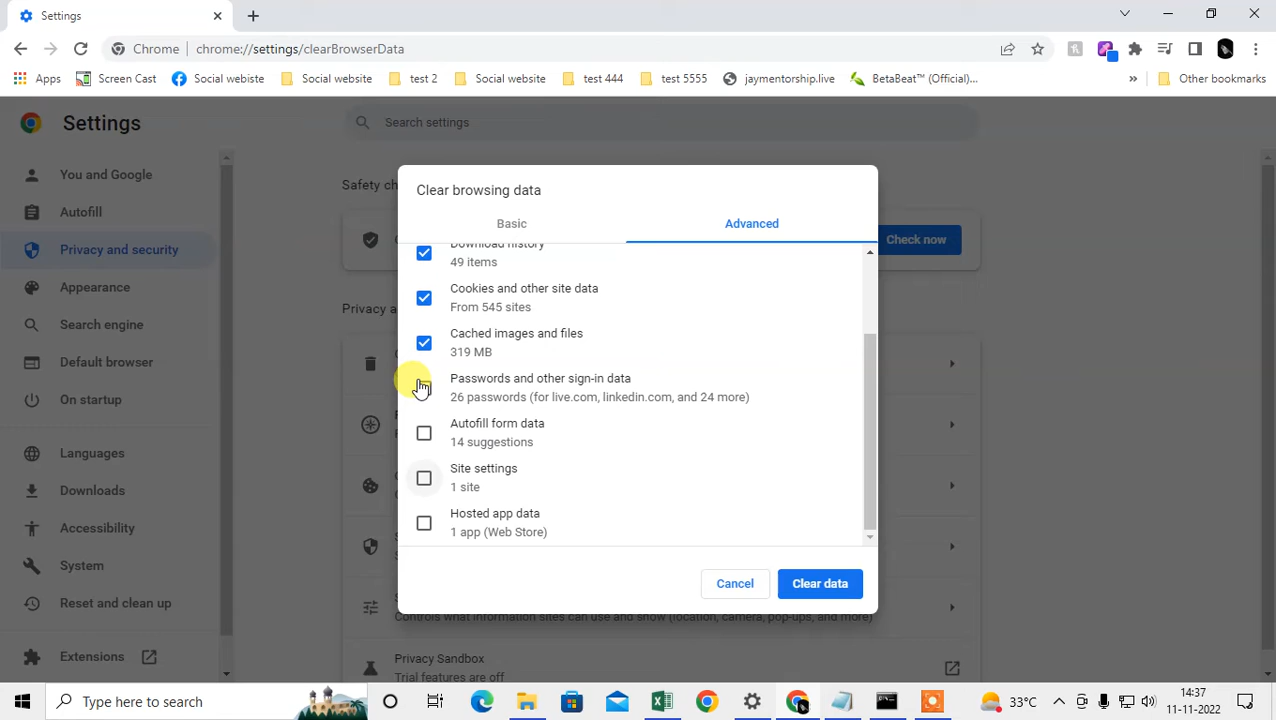 Settings
Chrome | chrome://settings/clearBrowserData
Apps Screen Cast Social webiste Social website test 2 Social website test 444 test 5555 jaymentorship.live BetaBeat™ (Official)... » Other bookmarks
Settings
Search settings
You and Google
Autofill
Privacy and security
Appearance
Search engine
Default browser
On startup
Languages
Downloads
Accessibility
System
Reset and clean up
Extensions
Safety ch
Check now
Privacy a
Clear browsing data
Basic
Advanced
Download history
49 items
Cookies and other site data
From 545 sites
Cached images and files
319 MB
Passwords and other sign-in data
26 passwords (for live.com, linkedin.com, and 24 more)
Autofill form data
14 suggestions
Site settings
1 site
Hosted app data
1 app (Web Store)
Cancel
Clear data
Controls what information sites can use and show (location, camera, pop-ups, and more)
Privacy Sandbox
Trial features are off
Type here to search
33°C
14:37
11-11-2022